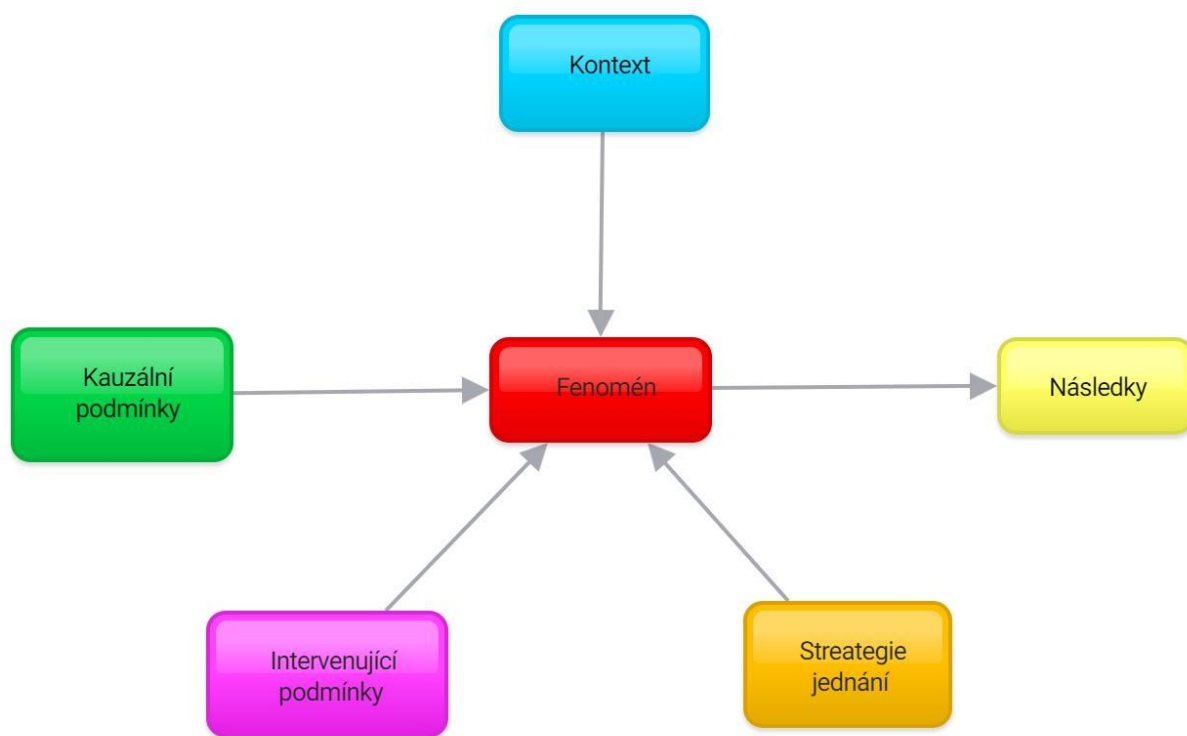 Kontext
Kauzální
podmínky
Fenomén
Následky
Intervenující
podmínky
Streategie
jednání